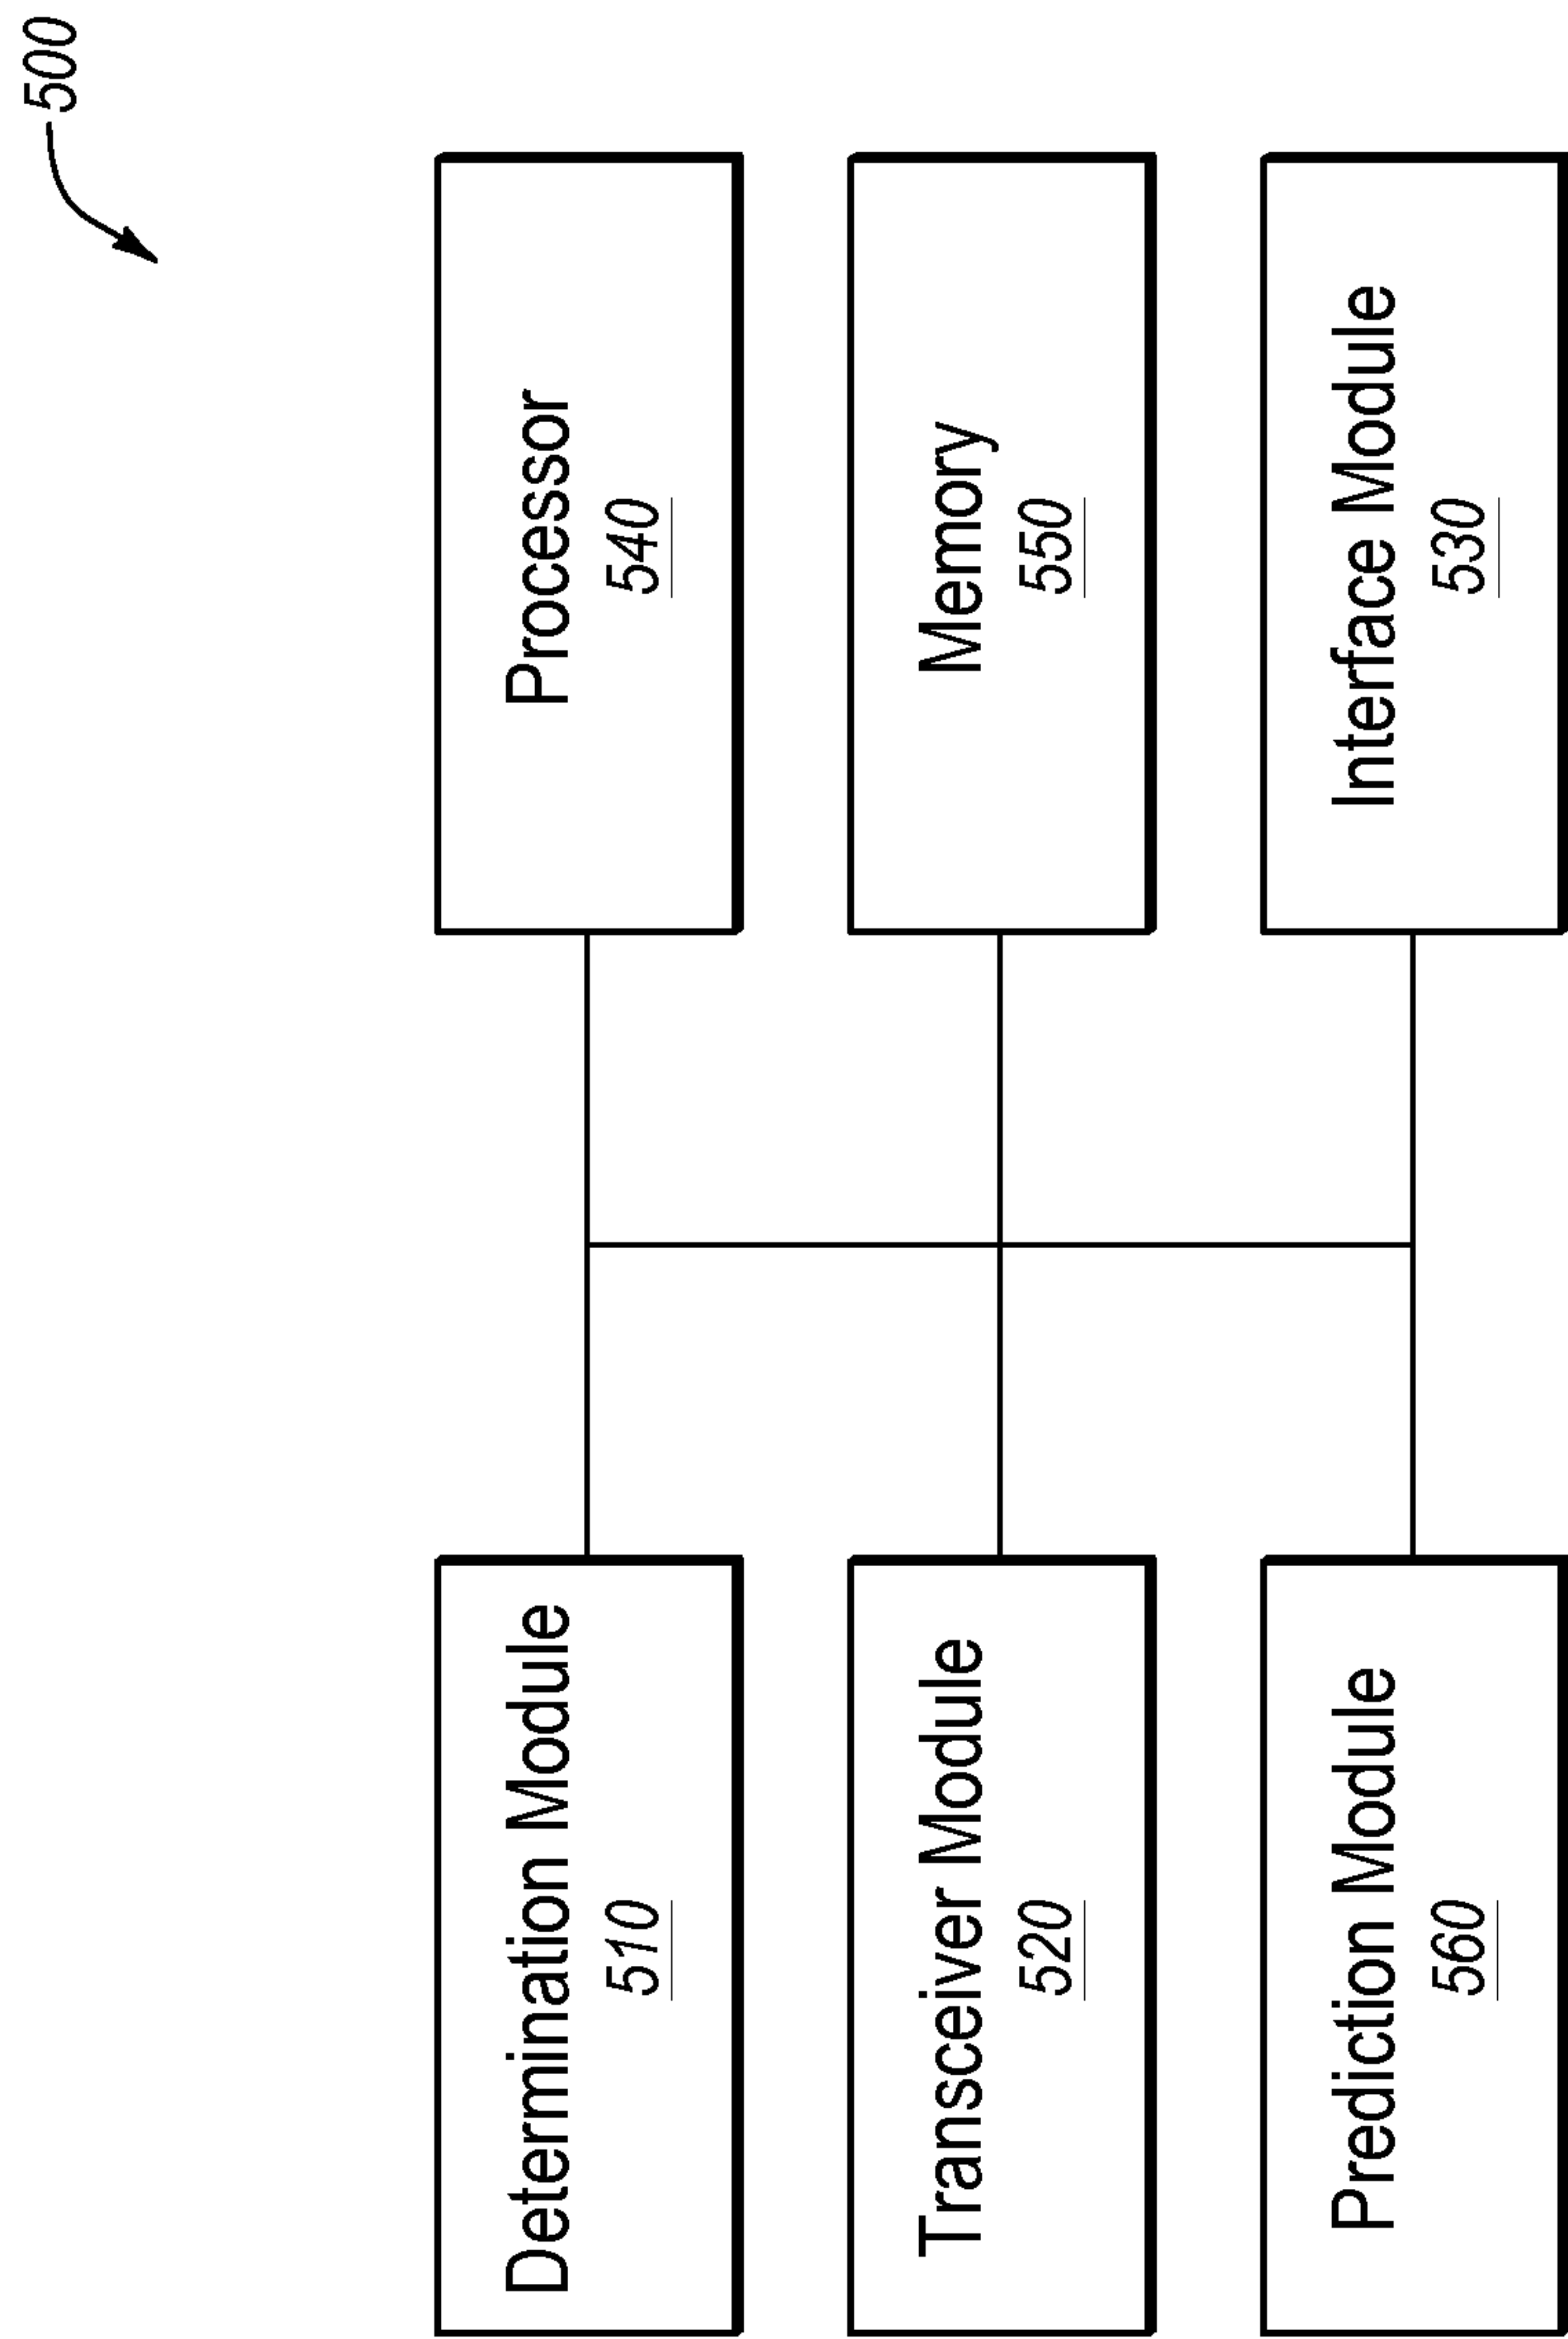 500
Determination Module
510
Processor
540
Transceiver Module
520
Memory
550
Prediction Module
560
Interface Module
530